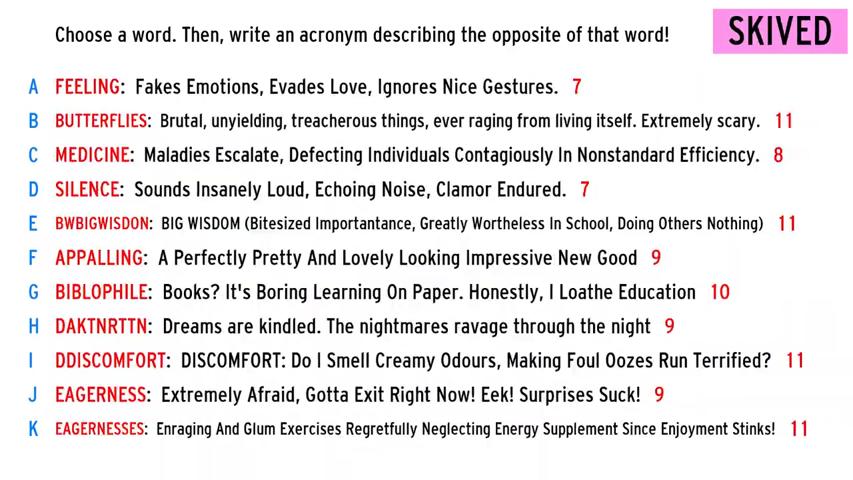 Choose a word. Then, write an acronym describing the opposite of that word!
SKIVED
A FEELING: Fakes Emotions, Evades Love, Ignores Nice Gestures. 7
B BUTTERFLIES: Brutal, unyielding, treacherous things, ever raging from living itself. Extremely scary. 11
C MEDICINE: Maladies Escalate, Defecting Individuals Contagiously In Nonstandard Efficiency. 8
D SILENCE: Sounds Insanely Loud, Echoing Noise, Clamor Endured. 7
E BWBIGWISDON: BIG WISDOM (Bitesized Importantance, Greatly Wortheless In School, Doing Others Nothing) 11
F APPALLING: A Perfectly Pretty And Lovely Looking Impressive New Good 9
G BIBLOPHILE: Books? It's Boring Learning On Paper. Honestly, I Loathe Education 10
H DAKTNRTTN: Dreams are kindled. The nightmares ravage through the night 9
I DDISCOMFORT: DISCOMFORT: Do I Smell Creamy Odours, Making Foul Oozes Run Terrified? 11
J EAGERNESS: Extremely Afraid, Gotta Exit Right Now! Eek! Surprises Suck! 9
K EAGERNESSES: Enraging And Glum Exercises Regretfully Neglecting Energy Supplement Since Enjoyment Stinks! 11